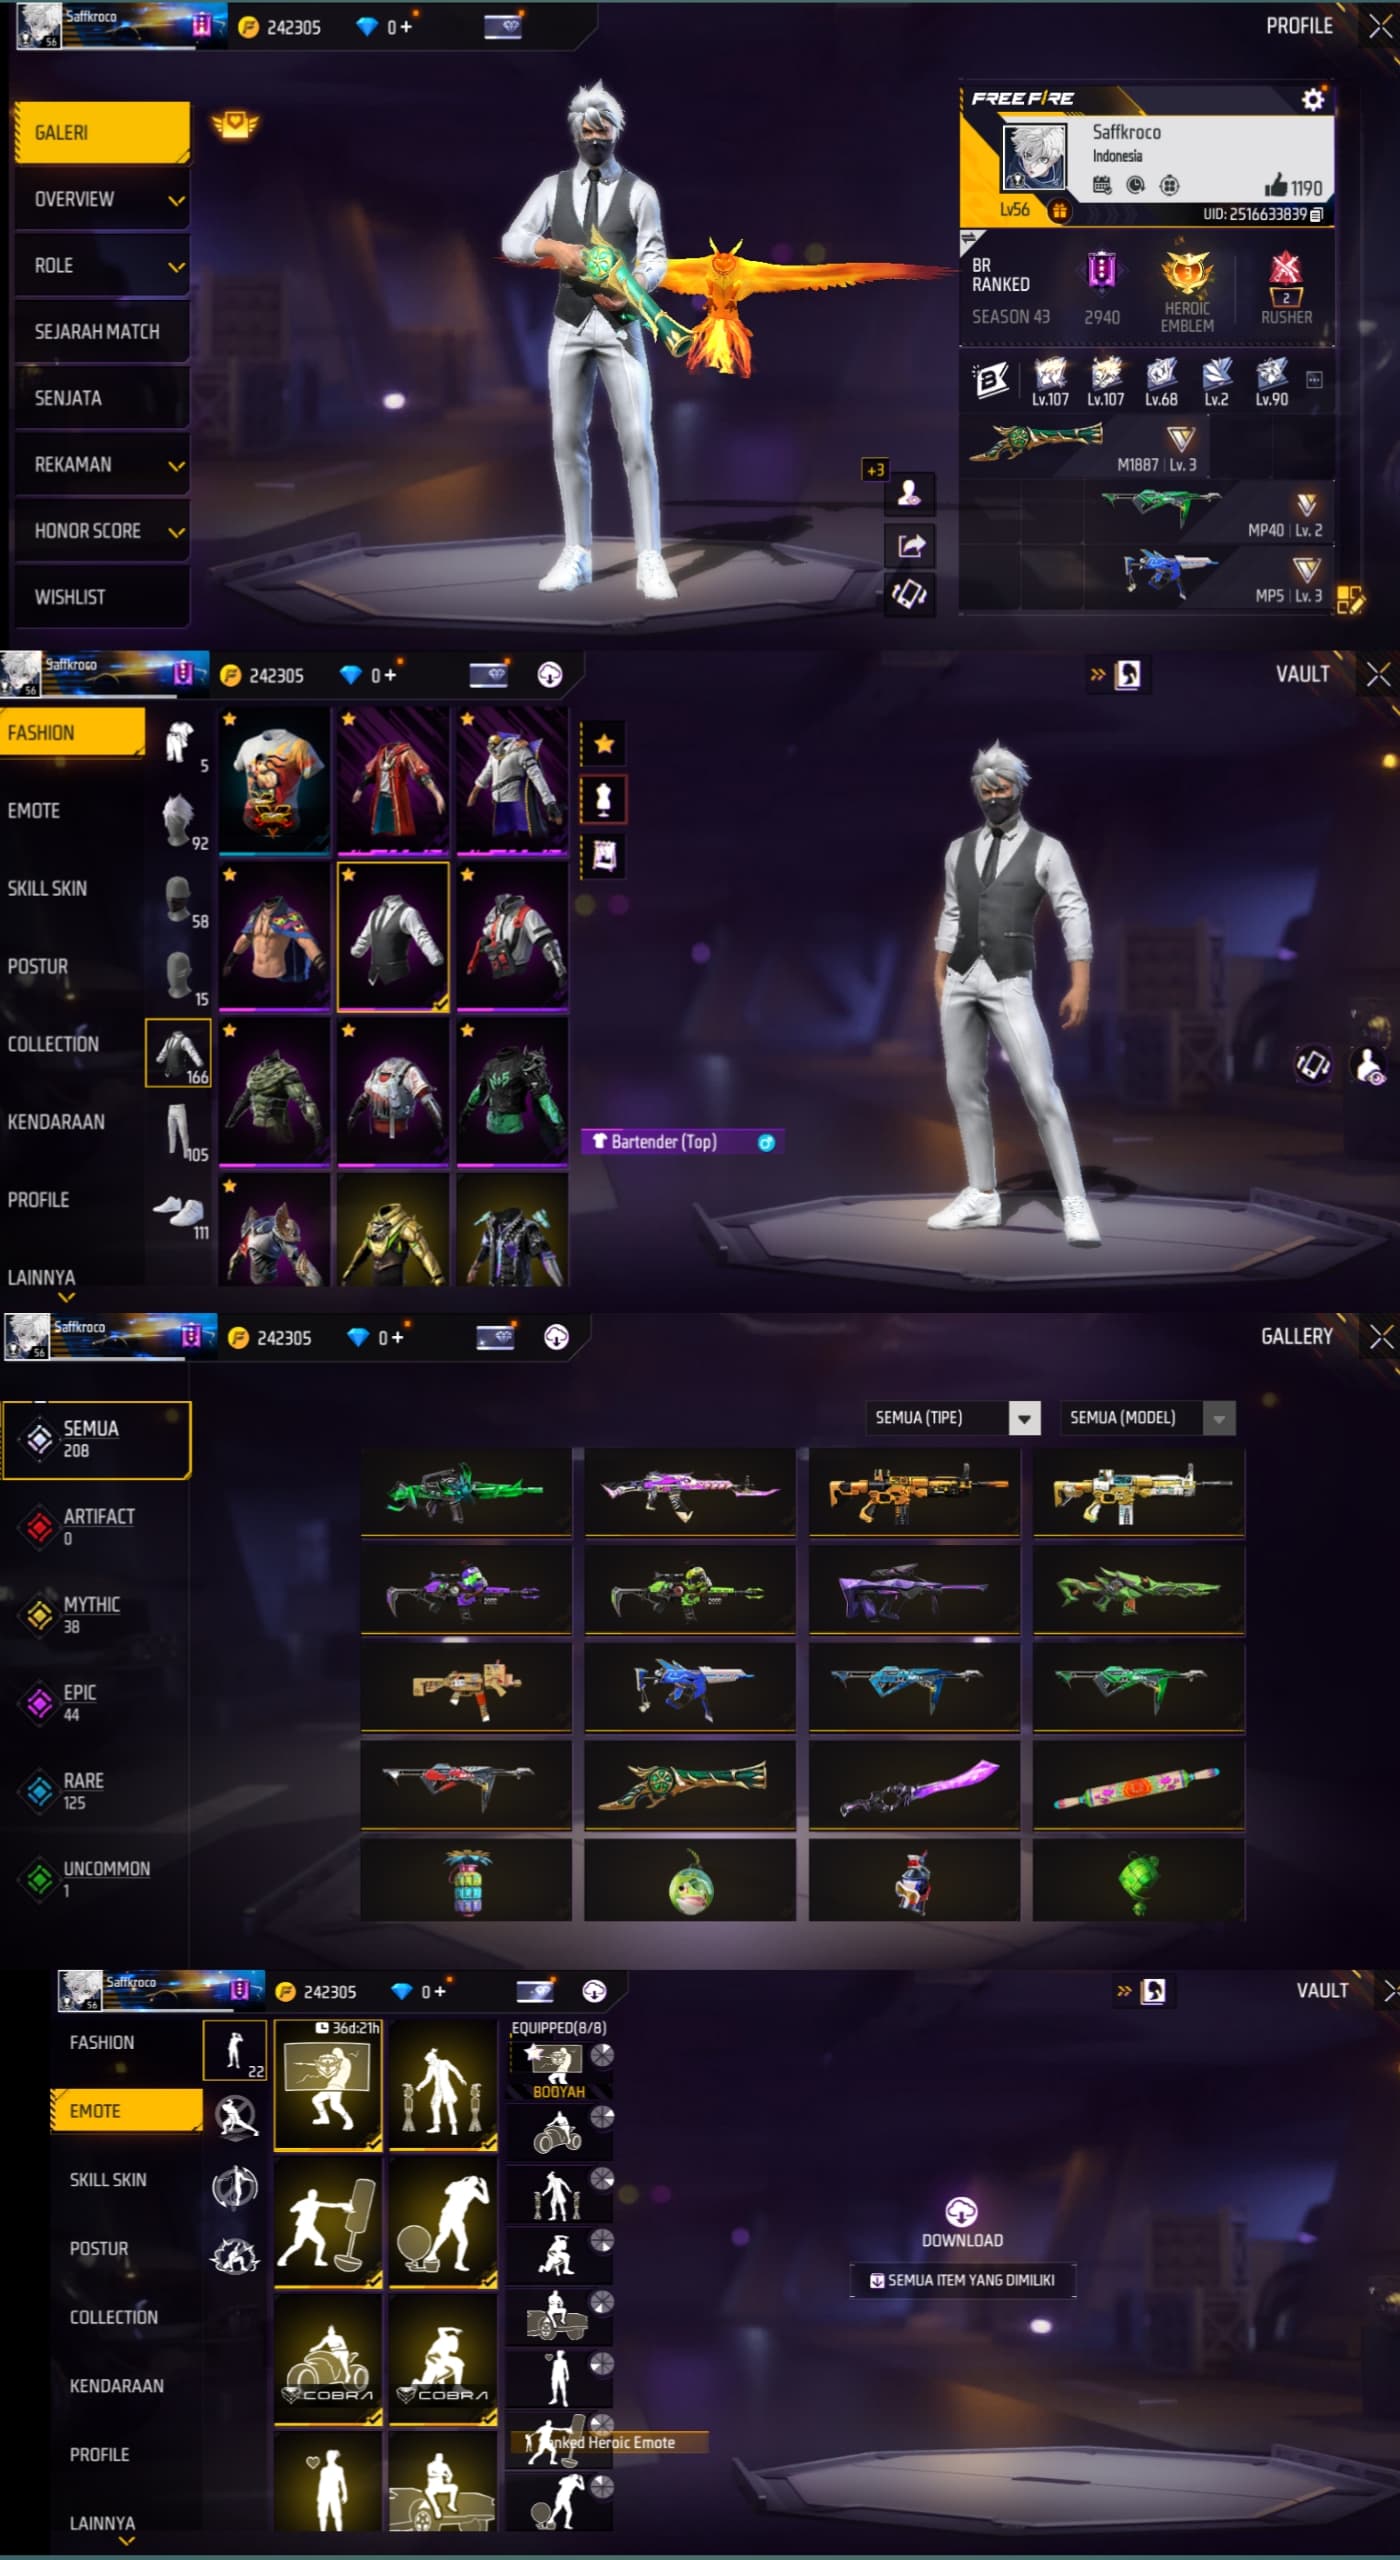 Saffkroco
56
242305
0 +
PROFILE
GALERI
OVERVIEW
ROLE
SEJARAH MATCH
SENJATA
REKAMAN
HONOR SCORE
WISHLIST
+3
FREE FIRE
Saffkroco
Indonesia
1190
Lv56
UID: 2516633839
BR
RANKED
SEASON 43
2940
3
HEROIC
EMBLEM
2
RUSHER
Lv.107
Lv.107
Lv.68
Lv.2
Lv.90
M1887 | Lv. 3
MP40 | Lv. 2
MP5 | Lv. 3
Saffkroco
56
242305
0 +
VAULT
FASHION
EMOTE
SKILL SKIN
POSTUR
COLLECTION
KENDARAAN
PROFILE
LAINNYA
5
92
58
15
166
105
111
Bartender (Top)
Saffkroco
56
242305
0 +
GALLERY
SEMUA
208
ARTIFACT
0
MYTHIC
38
EPIC
44
RARE
125
UNCOMMON
1
SEMUA (TIPE)
SEMUA (MODEL)
Saffkroco
56
242305
0 +
VAULT
FASHION
EMOTE
SKILL SKIN
POSTUR
COLLECTION
KENDARAAN
PROFILE
LAINNYA
22
36d:21h
COBRA
COBRA
EQUIPPED(8/8)
BOOYAH
Heroic Emote
DOWNLOAD
SEMUA ITEM YANG DIMILIKI